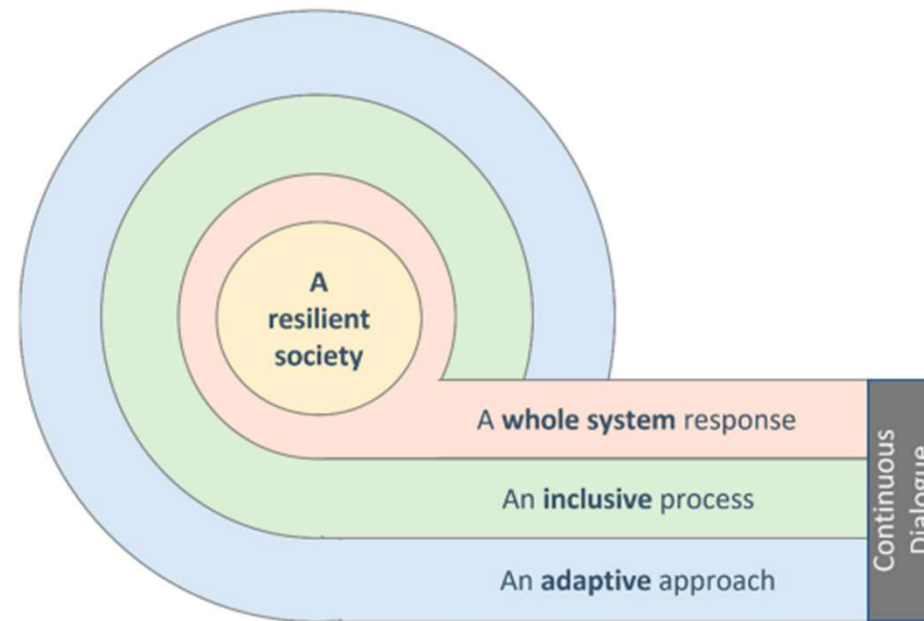 A
resilient
society
A whole system response
An inclusive process
An adaptive approach
Continuous
Dialogue